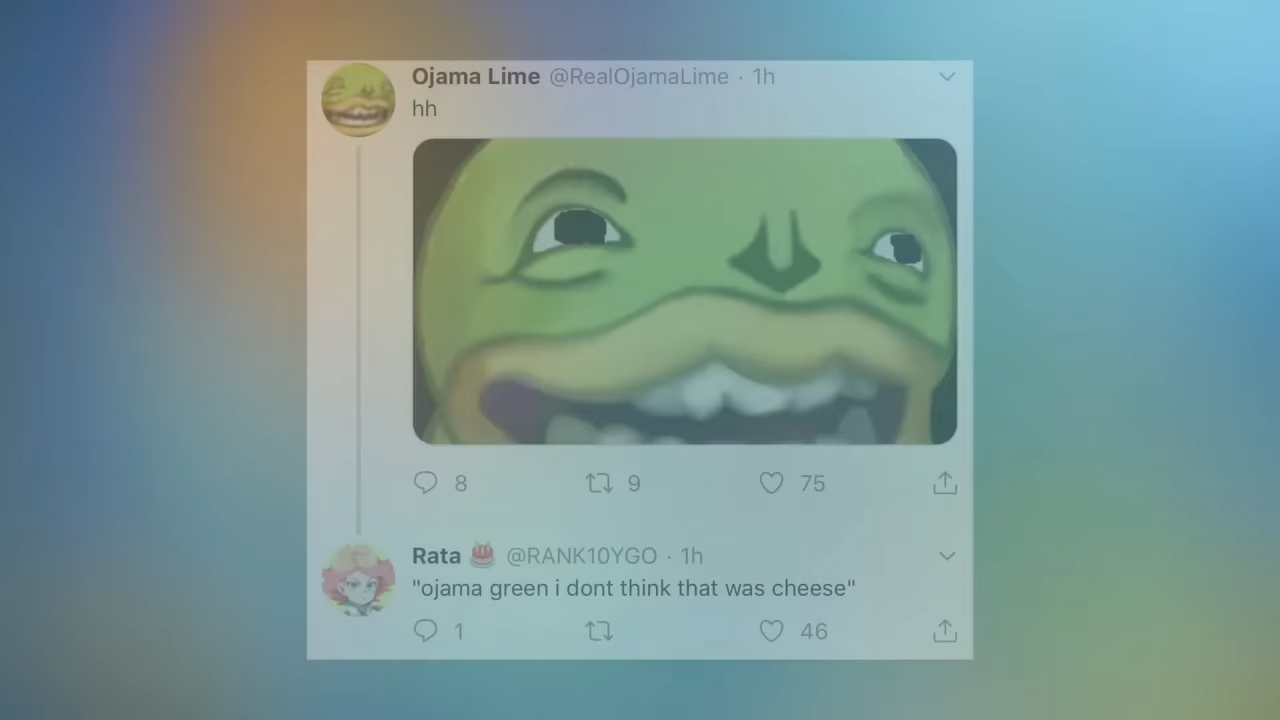 Ojama Lime @RealOjamaLime · 1h
hh
8 9 75
Rata 🎂 @RANK10YGO · 1h
"ojama green i dont think that was cheese"
1 46